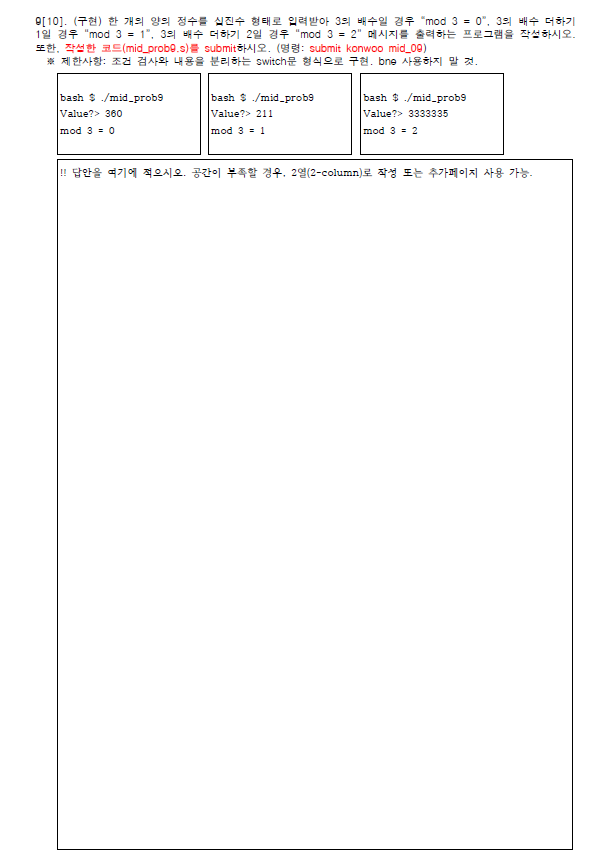 9[10]. (구현) 한 개의 양의 정수를 십진수 형태로 입력받아 3의 배수일 경우 "mod 3 = 0", 3의 배수 더하기
1일 경우 "mod 3 = 1", 3의 배수 더하기 2일 경우 "mod 3 = 2" 메시지를 출력하는 프로그램을 작성하시오.
또한, 작성한 코드(mid_prob9.s)를 submit하시오. (명령: submit konwoo mid_09)
※ 제한사항: 조건 검사와 내용을 분리하는 switch문 형식으로 구현. bne 사용하지 말 것.
bash $ ./mid_prob9
Value?> 360
mod 3 = 0
bash $ ./mid_prob9
Value?> 211
mod 3 = 1
bash $ ./mid_prob9
Value?> 3333335
mod 3 = 2
!! 답안을 여기에 적으시오. 공간이 부족할 경우, 2열(2-column)로 작성 또는 추가페이지 사용 가능.